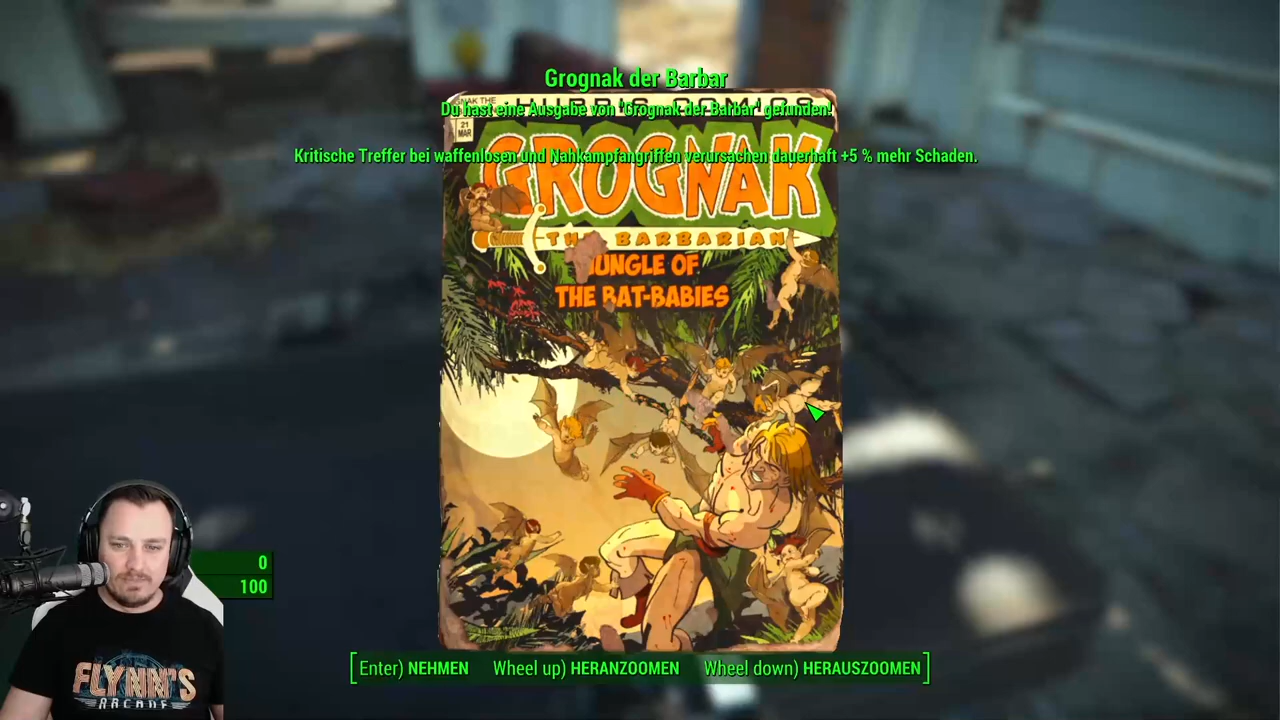 Grognak der Barbar
Du hast eine Ausgabe von "Grognak der Barbar" gefunden!
21
MAR
Kritische Treffer bei waffenlosen und Nahkampfangriffen verursachen dauerhaft +5 % mehr Schaden.
GROGNAK
THE BARBARIAN
JUNGLE OF
THE BAT-BABIES
0
100
FLYNN'S
ARCADE
Enter) NEHMEN Wheel up) HERANZOOMEN Wheel down) HERAUSZOOMEN